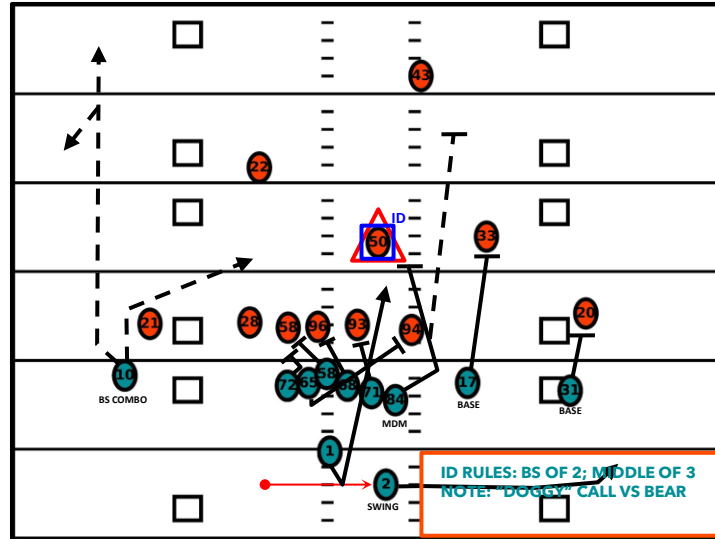 43
22
ID
50
33
21
28
58
96
93
94
20
10
72
65
58
68
71
84
17
31
BS COMBO
MDM
BASE
BASE
1
2
SWING
ID RULES: BS OF 2; MIDDLE OF 3
NOTE: "DOGGY" CALL VS BEAR